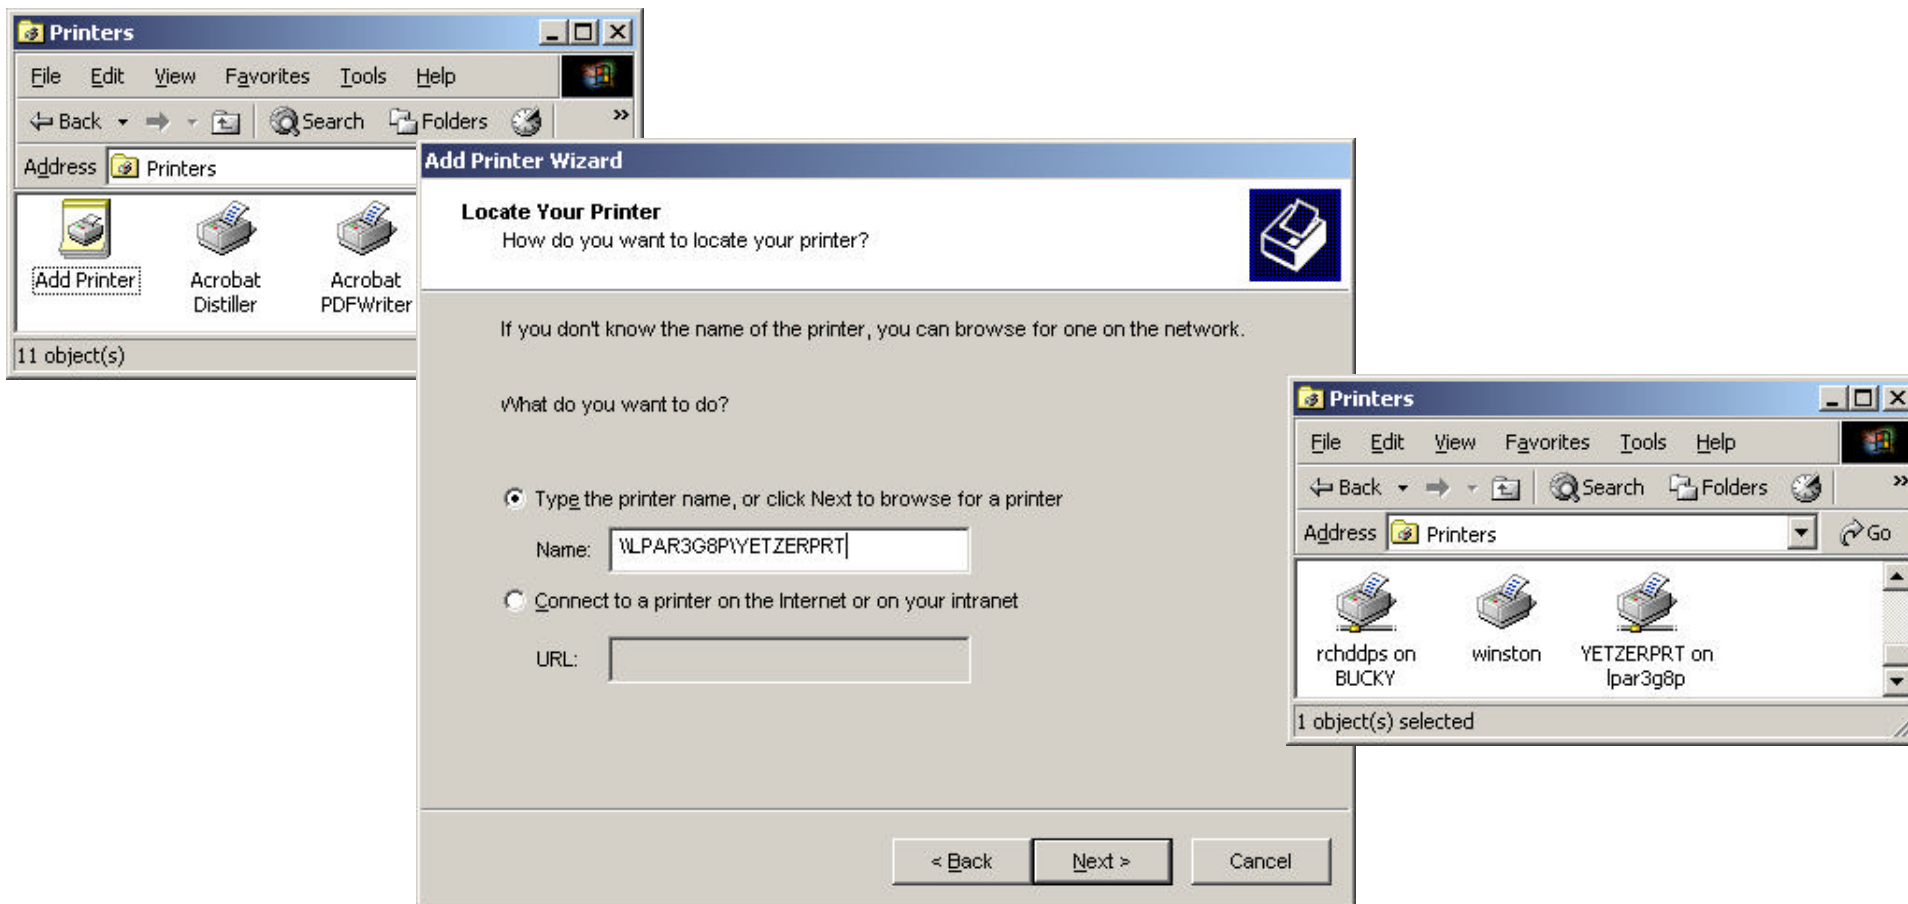 Printers
File Edit View Favorites Tools Help
Back Search Folders »
Address Printers
Add Printer
Acrobat
Distiller
Acrobat
PDFWriter
11 object(s)
Add Printer Wizard
Locate Your Printer
How do you want to locate your printer?
If you don't know the name of the printer, you can browse for one on the network.
What do you want to do?
Type the printer name, or click Next to browse for a printer
Name: \\LPAR3G8P\YETZERPRT
Connect to a printer on the Internet or on your intranet
URL:
< Back Next > Cancel
Printers
File Edit View Favorites Tools Help
Back Search Folders »
Address Printers Go
rchddps on
BUCKY
winston
YETZERPRT on
lpar3g8p
1 object(s) selected